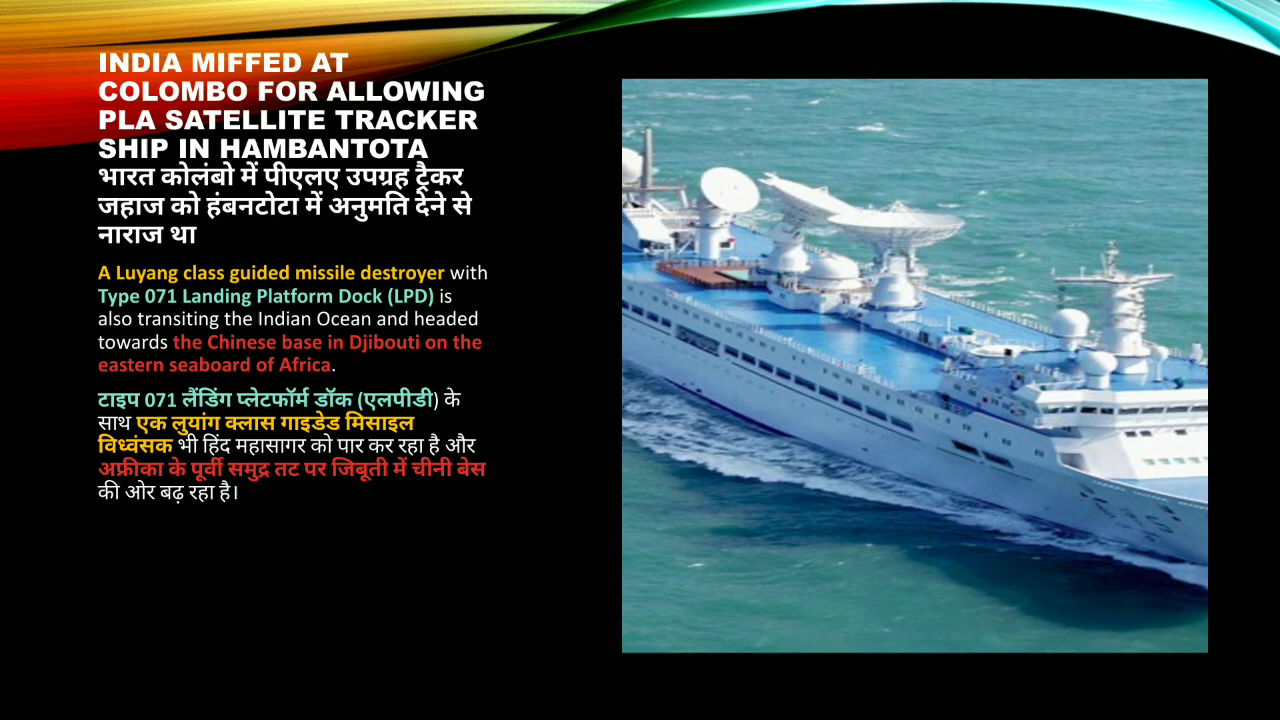 INDIA MIFFED AT
COLOMBO FOR ALLOWING
PLA SATELLITE TRACKER
SHIP IN HAMBANTOTA
भारत कोलंबो में पीएलए उपग्रह ट्रैकर
जहाज को हंबनटोटा में अनुमति देने से
नाराज था
A Luyang class guided missile destroyer with
Type 071 Landing Platform Dock (LPD) is
also transiting the Indian Ocean and headed
towards the Chinese base in Djibouti on the
eastern seaboard of Africa.
टाइप 071 लैंडिंग प्लेटफॉर्म डॉक (एलपीडी) के
साथ एक लुयांग क्लास गाइडेड मिसाइल
विध्वंसक भी हिंद महासागर को पार कर रहा है और
अफ्रीका के पूर्वी समुद्र तट पर जिबूती में चीनी बेस
की ओर बढ़ रहा है।